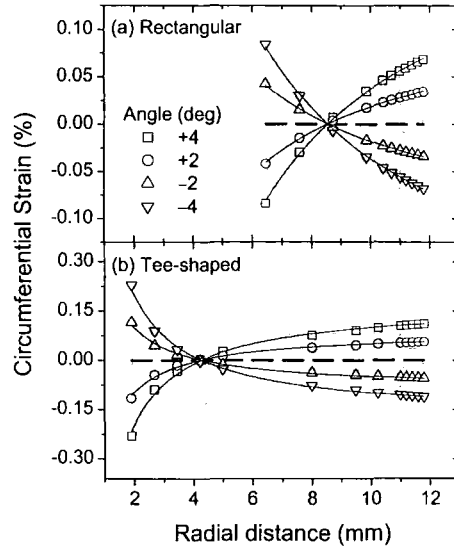 (a) Rectangular
0.10
0.05
0.00
-0.05
-0.10
Angle (deg)
+4
+2
−2
−4
(b) Tee-shaped
0.30
0.15
0.00
-0.15
-0.30
Circumferential Strain (%)
2 4 6 8 10 12
Radial distance (mm)